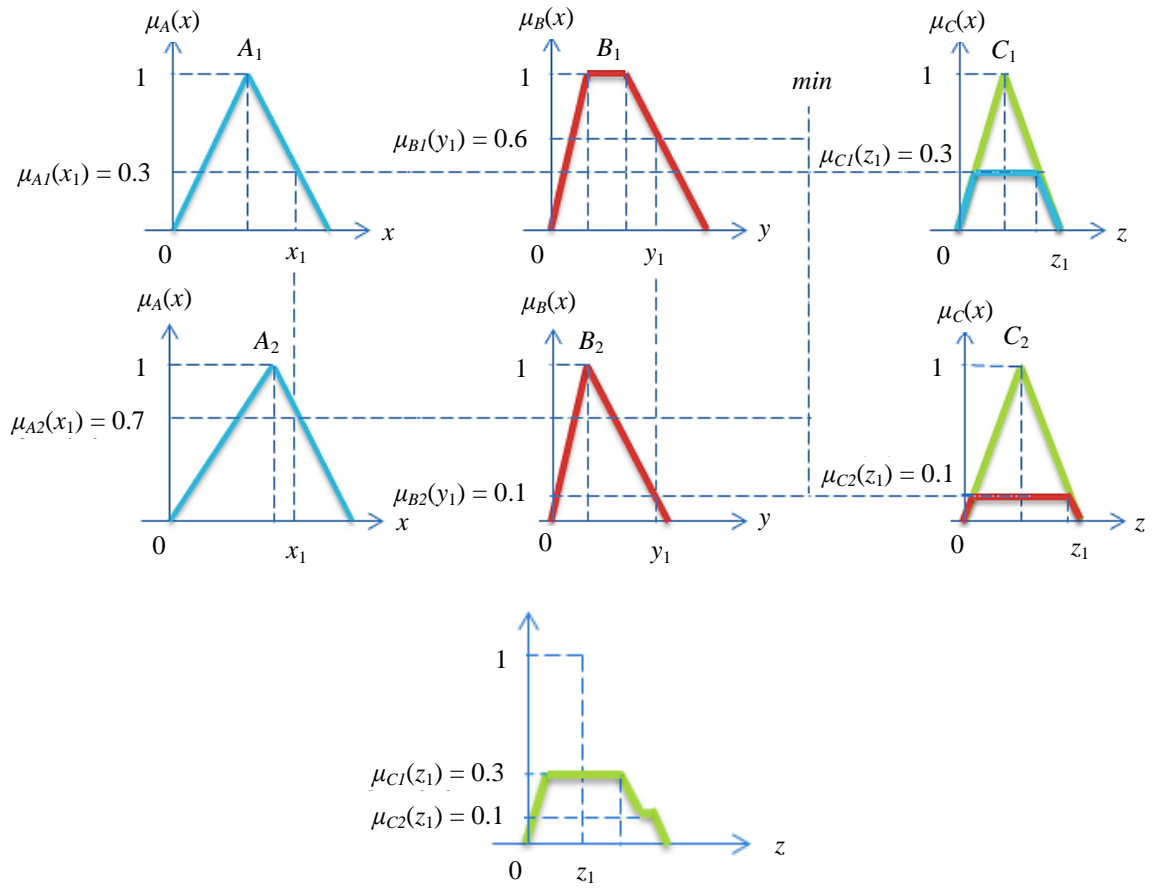 μA(x) μB(x) μC(x)
A1 B1 C1
1 1 1
min
μB1(y1) = 0.6
μC1(z1) = 0.3
μA1(x1) = 0.3
0 x1 x 0 y1 y 0 z1 z
μA(x) μB(x) μC(x)
A2 B2 C2
1 1 1
μA2(x1) = 0.7
μC2(z1) = 0.1
μB2(y1) = 0.1
0 x1 x 0 y1 y 0 z1 z
1
μC1(z1) = 0.3
μC2(z1) = 0.1
0 z1 z